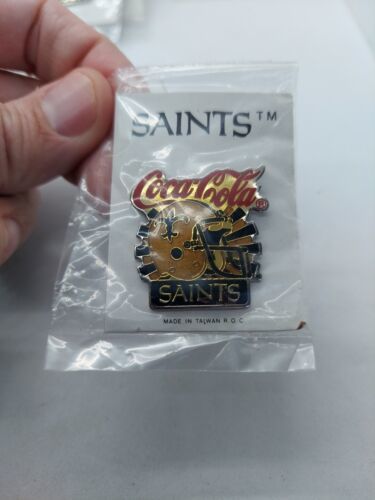 SAINTS™
Coca-Cola®
SAINTS
MADE IN TAIWAN R.O.C